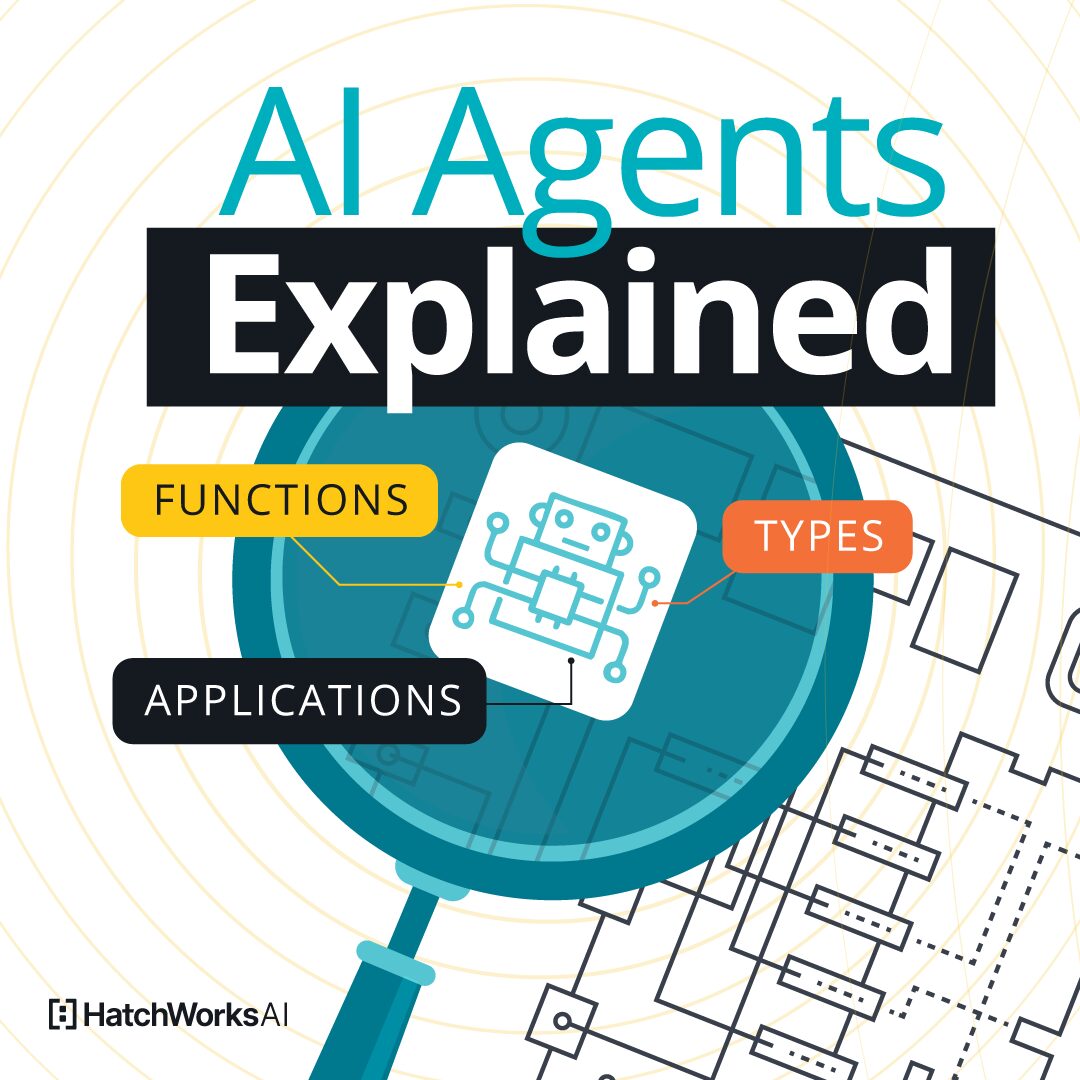 AI Agents
Explained
FUNCTIONS
TYPES
APPLICATIONS
HatchWorksAI